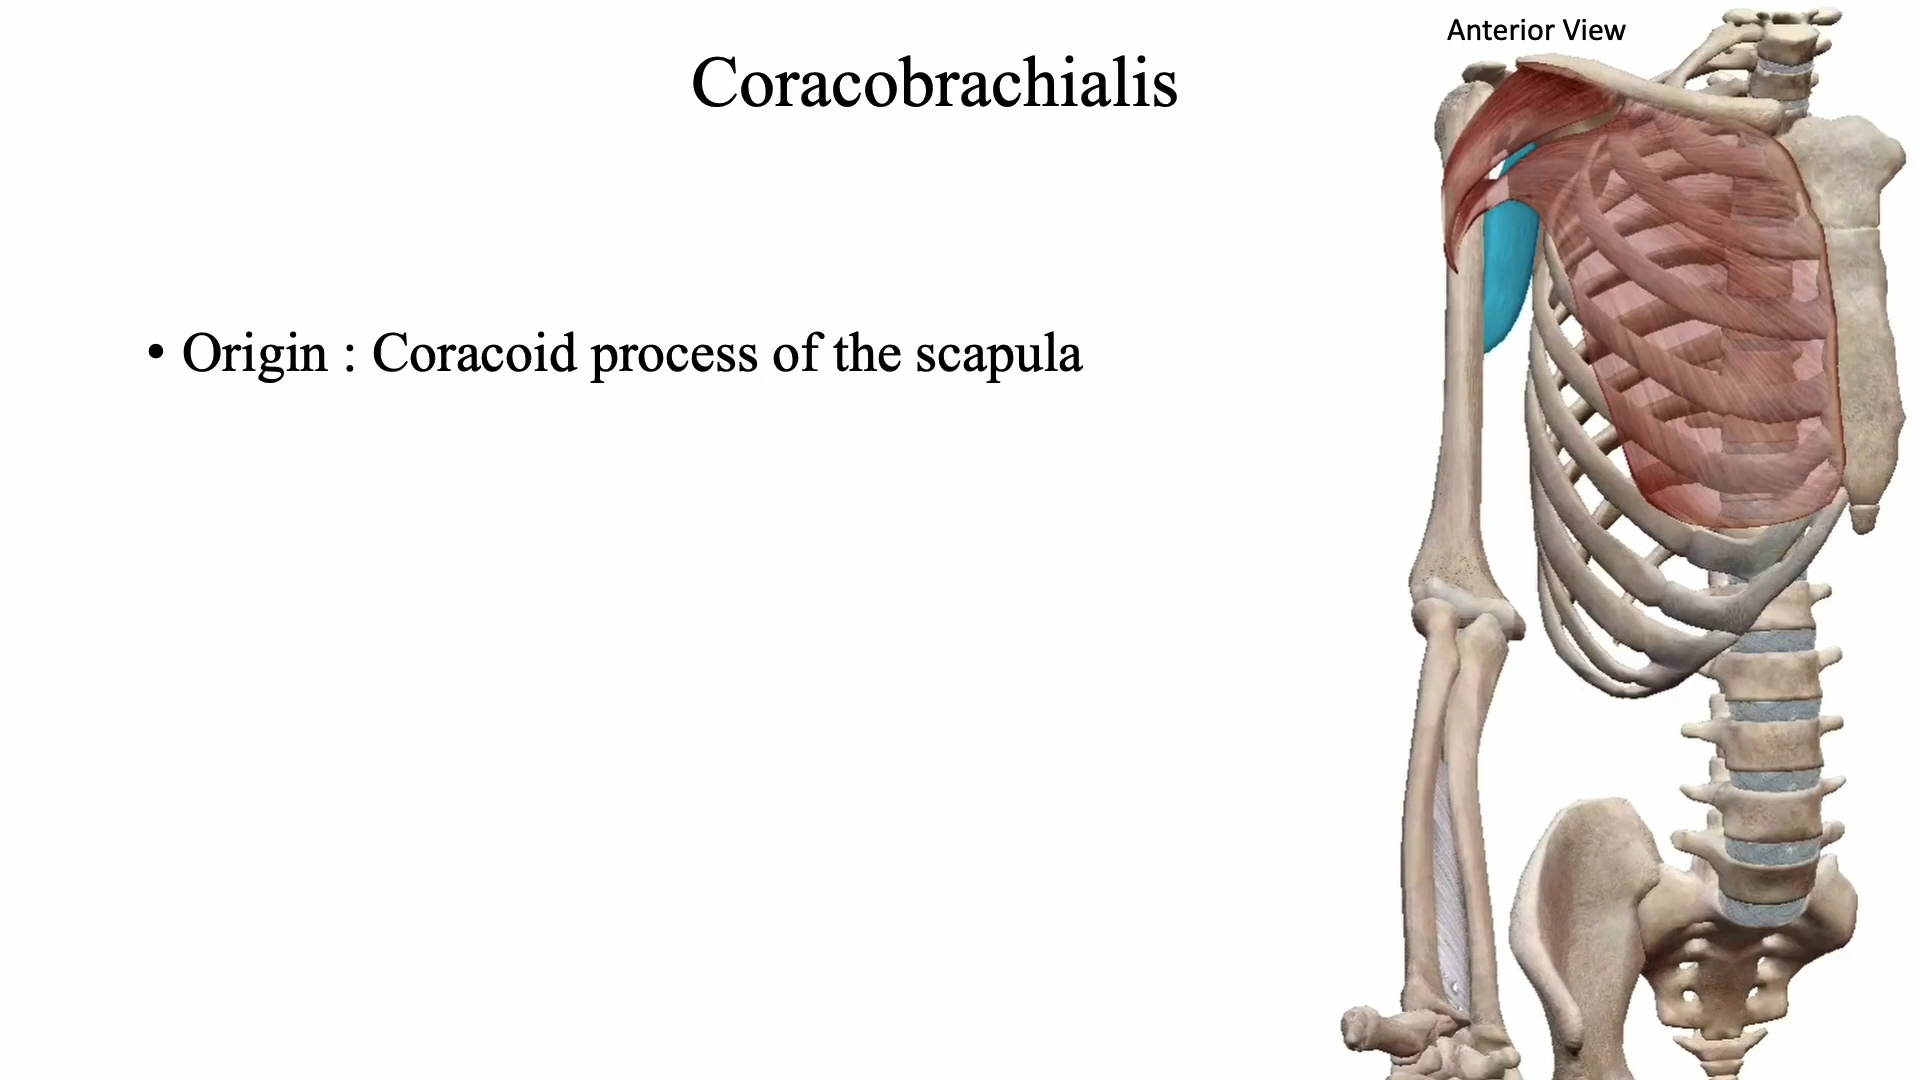 Anterior View
Coracobrachialis
• Origin : Coracoid process of the scapula